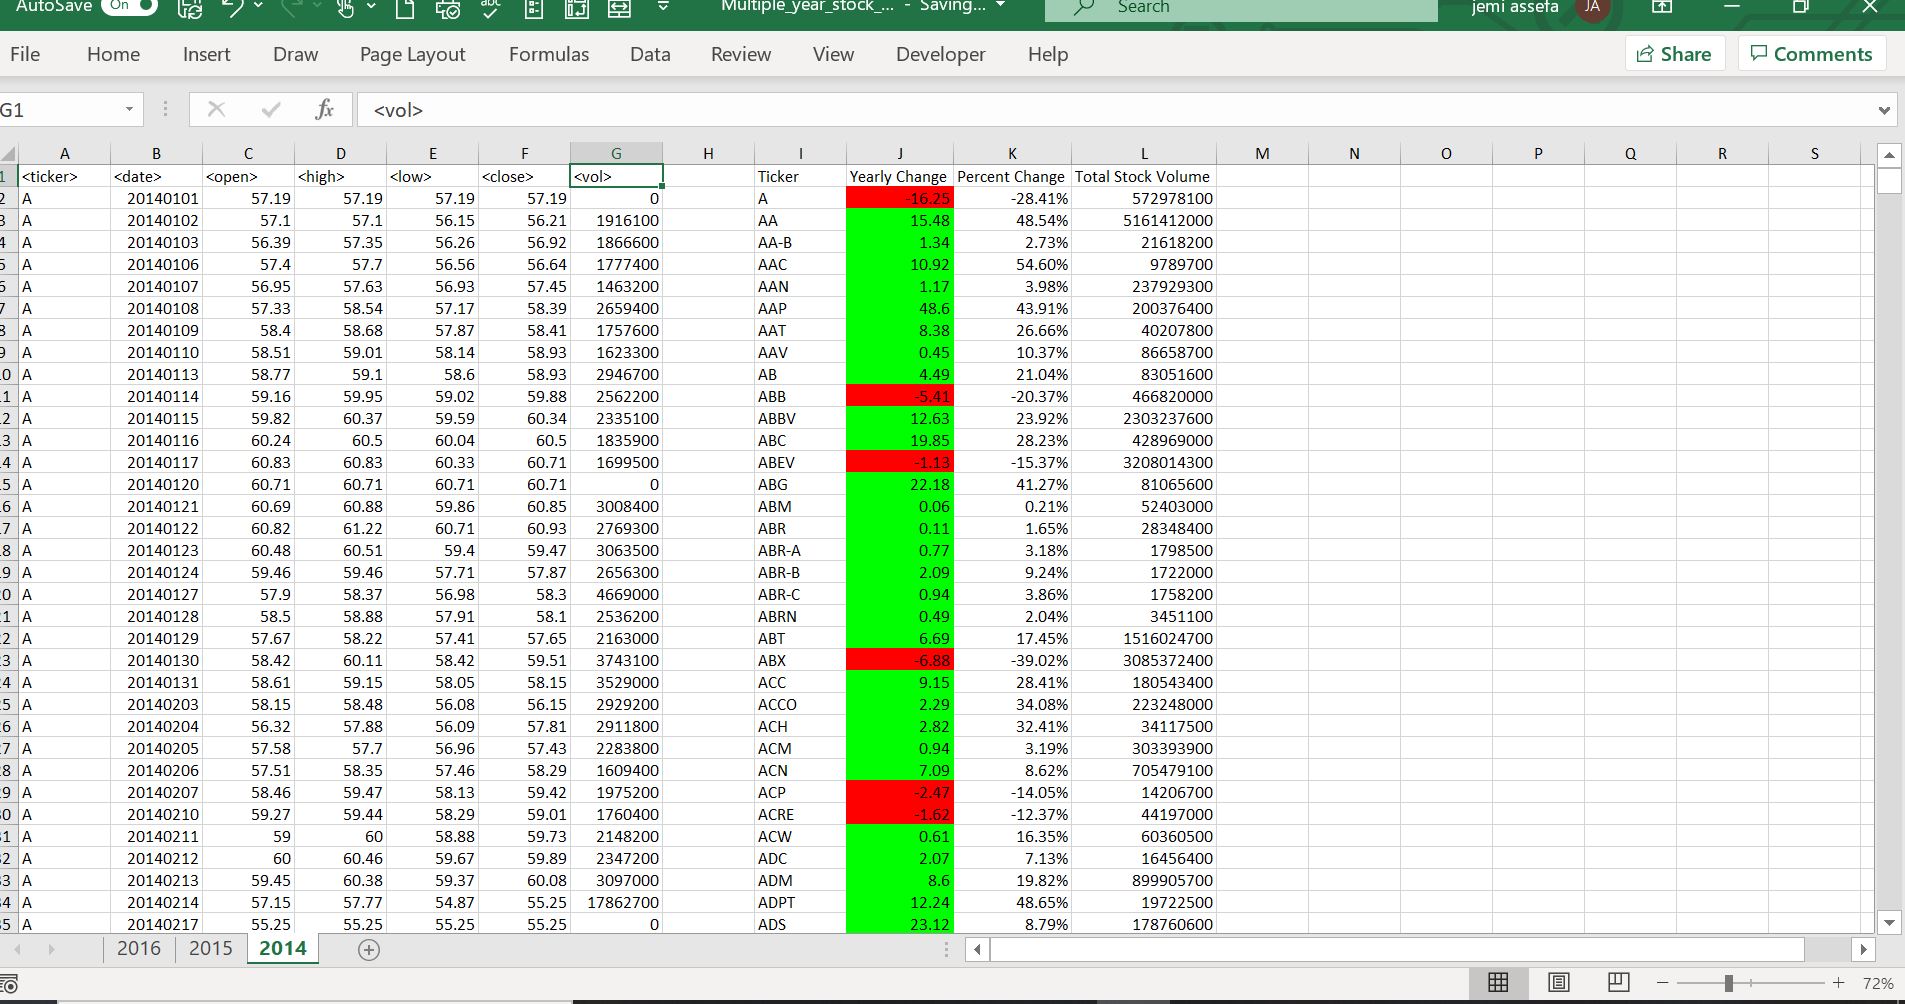 AutoSave On Multiple_year_stock_... - Saving... Search jemi assefa JA
File Home Insert Draw Page Layout Formulas Data Review View Developer Help Share Comments
G1 fx <vol>
A B C D E F G H I J K L M N O P Q R S
1 <ticker> <date> <open> <high> <low> <close> <vol> Ticker Yearly Change Percent Change Total Stock Volume
2 A 20140101 57.19 57.19 57.19 57.19 0 A -16.25 -28.41% 572978100
3 A 20140102 57.1 57.1 56.15 56.21 1916100 AA 15.48 48.54% 5161412000
4 A 20140103 56.39 57.35 56.26 56.92 1866600 AA-B 1.34 2.73% 21618200
5 A 20140106 57.4 57.7 56.56 56.64 1777400 AAC 10.92 54.60% 9789700
6 A 20140107 56.95 57.63 56.93 57.45 1463200 AAN 1.17 3.98% 237929300
7 A 20140108 57.33 58.54 57.17 58.39 2659400 AAP 48.6 43.91% 200376400
8 A 20140109 58.4 58.68 57.87 58.41 1757600 AAT 8.38 26.66% 40207800
9 A 20140110 58.51 59.01 58.14 58.93 1623300 AAV 0.45 10.37% 86658700
0 A 20140113 58.77 59.1 58.6 58.93 2946700 AB 4.49 21.04% 83051600
1 A 20140114 59.16 59.95 59.02 59.88 2562200 ABB -5.41 -20.37% 466820000
2 A 20140115 59.82 60.37 59.59 60.34 2335100 ABBV 12.63 23.92% 2303237600
3 A 20140116 60.24 60.5 60.04 60.5 1835900 ABC 19.85 28.23% 428969000
4 A 20140117 60.83 60.83 60.33 60.71 1699500 ABEV -1.13 -15.37% 3208014300
5 A 20140120 60.71 60.71 60.71 60.71 0 ABG 22.18 41.27% 81065600
6 A 20140121 60.69 60.88 59.86 60.85 3008400 ABM 0.06 0.21% 52403000
7 A 20140122 60.82 61.22 60.71 60.93 2769300 ABR 0.11 1.65% 28348400
8 A 20140123 60.48 60.51 59.4 59.47 3063500 ABR-A 0.77 3.18% 1798500
9 A 20140124 59.46 59.46 57.71 57.87 2656300 ABR-B 2.09 9.24% 1722000
0 A 20140127 57.9 58.37 56.98 58.3 4669000 ABR-C 0.94 3.86% 1758200
1 A 20140128 58.5 58.88 57.91 58.1 2536200 ABRN 0.49 2.04% 3451100
2 A 20140129 57.67 58.22 57.41 57.65 2163000 ABT 6.69 17.45% 1516024700
3 A 20140130 58.42 60.11 58.42 59.51 3743100 ABX -6.88 -39.02% 3085372400
4 A 20140131 58.61 59.15 58.05 58.15 3529000 ACC 9.15 28.41% 180543400
5 A 20140203 58.15 58.48 56.08 56.15 2929200 ACCO 2.29 34.08% 223248000
6 A 20140204 56.32 57.88 56.09 57.81 2911800 ACH 2.82 32.41% 34117500
7 A 20140205 57.58 57.7 56.96 57.43 2283800 ACM 0.94 3.19% 303393900
8 A 20140206 57.51 58.35 57.46 58.29 1609400 ACN 7.09 8.62% 705479100
9 A 20140207 58.46 59.47 58.13 59.42 1975200 ACP -2.47 -14.05% 14206700
0 A 20140210 59.27 59.44 58.29 59.01 1760400 ACRE -1.62 -12.37% 44197000
1 A 20140211 59 60 58.88 59.73 2148200 ACW 0.61 16.35% 60360500
2 A 20140212 60 60.46 59.67 59.89 2347200 ADC 2.07 7.13% 16456400
3 A 20140213 59.45 60.38 59.37 60.08 3097000 ADM 8.6 19.82% 899905700
4 A 20140214 57.15 57.77 54.87 55.25 17862700 ADPT 12.24 48.65% 19722500
5 A 20140217 55.25 55.25 55.25 55.25 0 ADS 23.12 8.79% 178760600
2016 2015 2014
72%